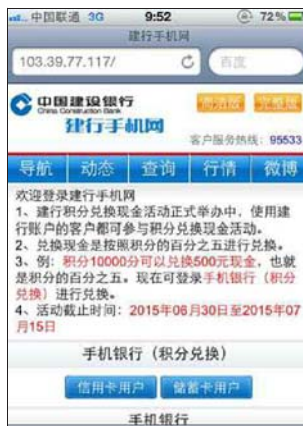 中国联通 3G 9:52 72%
建行手机网
103.39.77.117/ 百度
中国建设银行
China Construction Bank
简洁版 完整版
建行手机网
客户服务热线：95533
导航 动态 查询 行情 微博
欢迎登录建行手机网
1、建行积分兑换现金活动正式举办中，使用建
行账户的客户都可参与积分兑换现金活动。
2、兑换现金是按照积分的百分之五进行兑换。
3、例：积分10000分可以兑换500元现金，也就
是积分的百分之五。现在可登录手机银行（积分
兑换）进行兑换。
4、活动截止时间：2015年06月30日至2015年07
月15日
手机银行（积分兑换）
信用卡用户 储蓄卡用户
手机银行